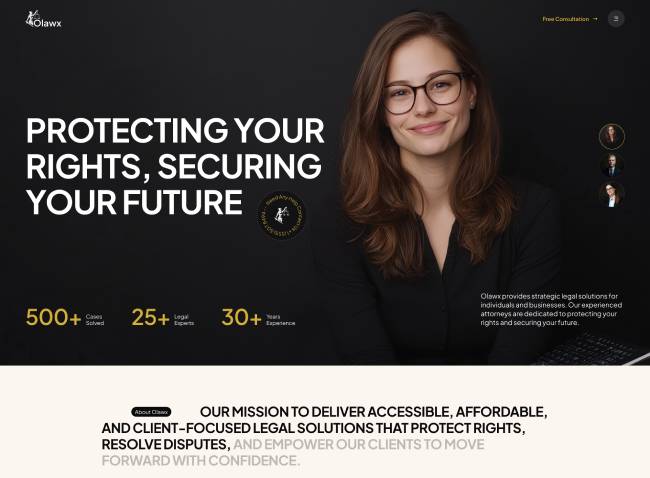 Olawx
Free Consultation →
PROTECTING YOUR
RIGHTS, SECURING
YOUR FUTURE
Need Any Help
500+ Cases
Solved
25+ Legal
Experts
30+ Years
Experience
Olawx provides strategic legal solutions for
individuals and businesses. Our experienced
attorneys are dedicated to protecting your
rights and securing your future.
About Olawx
OUR MISSION TO DELIVER ACCESSIBLE, AFFORDABLE,
AND CLIENT-FOCUSED LEGAL SOLUTIONS THAT PROTECT RIGHTS,
RESOLVE DISPUTES, AND EMPOWER OUR CLIENTS TO MOVE
FORWARD WITH CONFIDENCE.